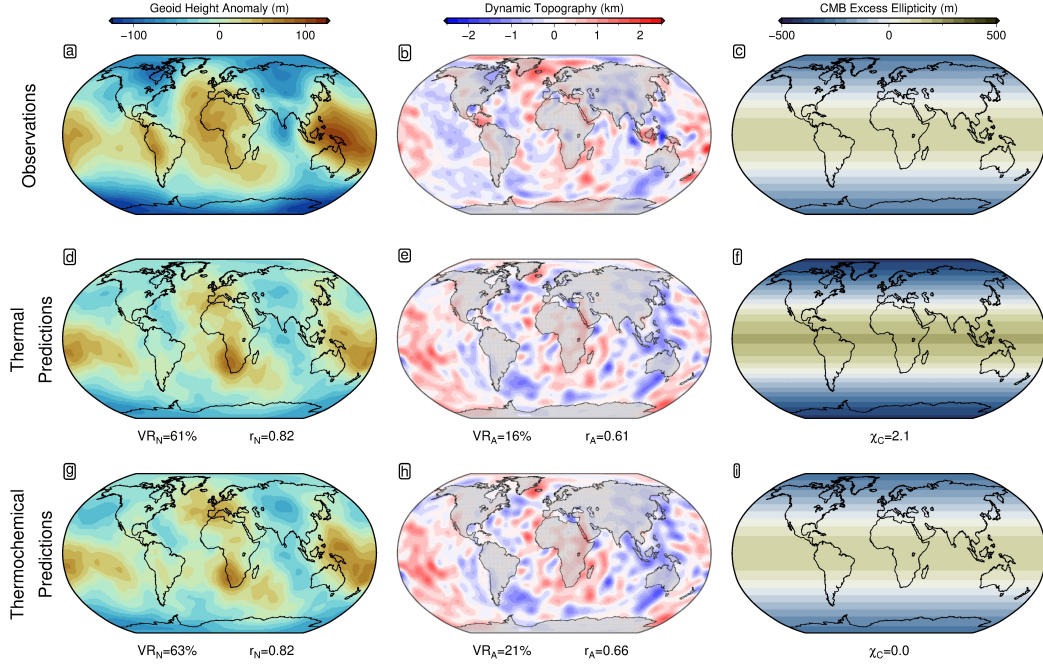 Geoid Height Anomaly (m)
Dynamic Topography (km)
CMB Excess Ellipticity (m)
−100 0 100
−2 −1 0 1 2
−500 0 500
a
b
c
Observations
d
e
f
Thermal
Predictions
VR_N=61% r_N=0.82
VR_A=16% r_A=0.61
χ_C=2.1
g
h
i
Thermochemical
Predictions
VR_N=63% r_N=0.82
VR_A=21% r_A=0.66
χ_C=0.0